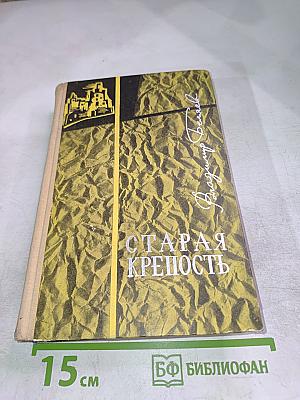 Владимир Беляев
СТАРАЯ
КРЕПОСТЬ
15 см
БФ БИБЛИОФАН